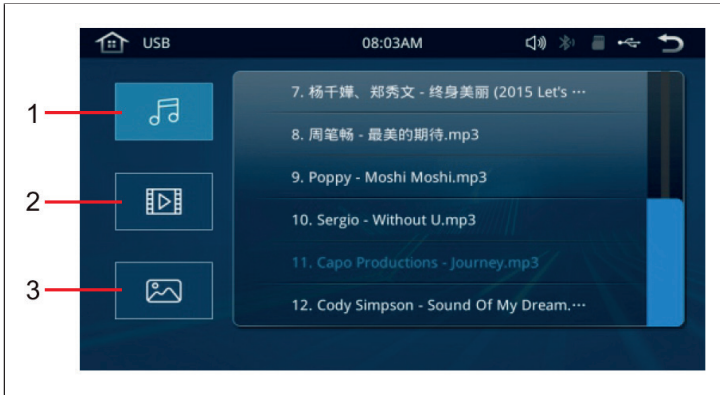 USB 08:03AM
1
7. 杨千嬅、郑秀文 - 终身美丽 (2015 Let's ···
8. 周笔畅 - 最美的期待.mp3
2
9. Poppy - Moshi Moshi.mp3
10. Sergio - Without U.mp3
3
11. Capo Productions - Journey.mp3
12. Cody Simpson - Sound Of My Dream.···